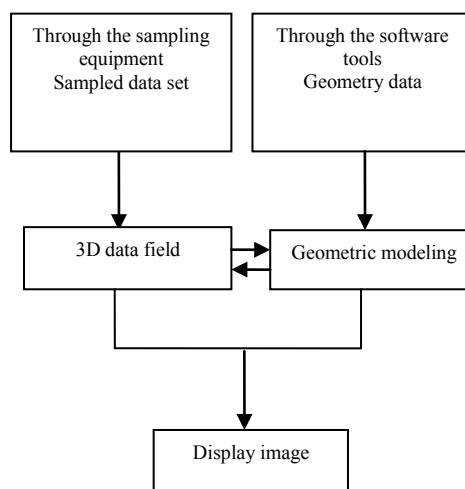 Through the sampling
equipment
Sampled data set
Through the software
tools
Geometry data
3D data field
Geometric modeling
Display image